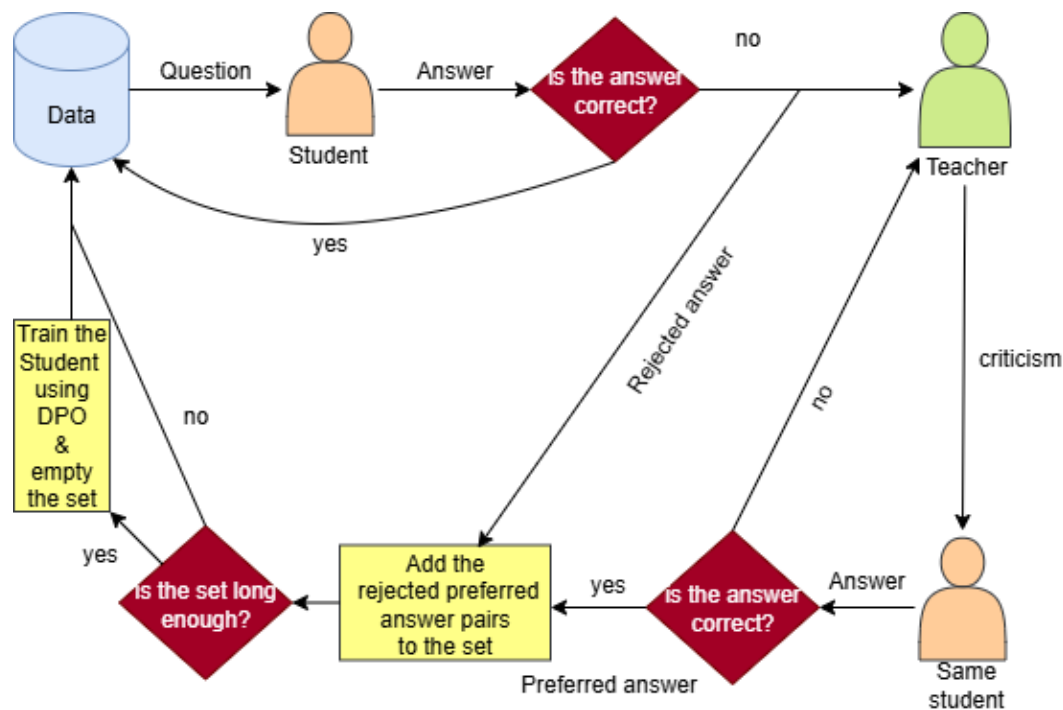 Data
Question
Student
Answer
Is the answer
correct?
no
Teacher
yes
Rejected answer
criticism
Train the
Student
using
DPO
&
empty
the set
no
yes
Is the set long
enough?
Add the
rejected preferred
answer pairs
to the set
yes
Preferred answer
Is the answer
correct?
no
Answer
Same
student